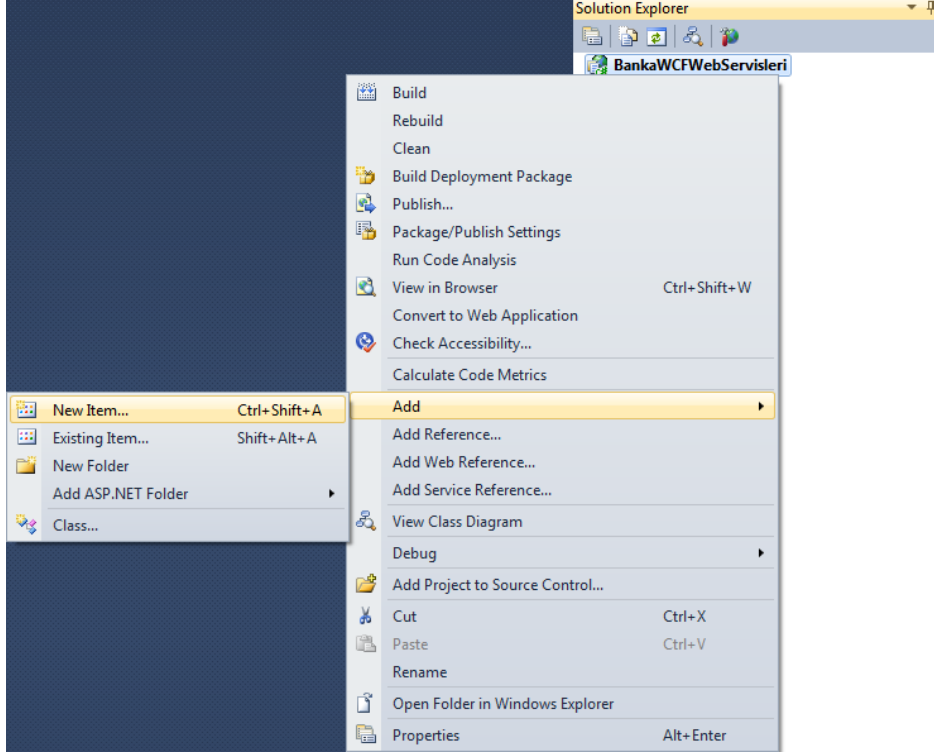 Solution Explorer
BankaWCFWebServisleri
Build
Rebuild
Clean
Build Deployment Package
Publish...
Package/Publish Settings
Run Code Analysis
View in Browser Ctrl+Shift+W
Convert to Web Application
Check Accessibility...
Calculate Code Metrics
Add
New Item... Ctrl+Shift+A
Existing Item... Shift+Alt+A
New Folder
Add ASP.NET Folder
Class...
Add Reference...
Add Web Reference...
Add Service Reference...
View Class Diagram
Debug
Add Project to Source Control...
Cut Ctrl+X
Paste Ctrl+V
Rename
Open Folder in Windows Explorer
Properties Alt+Enter